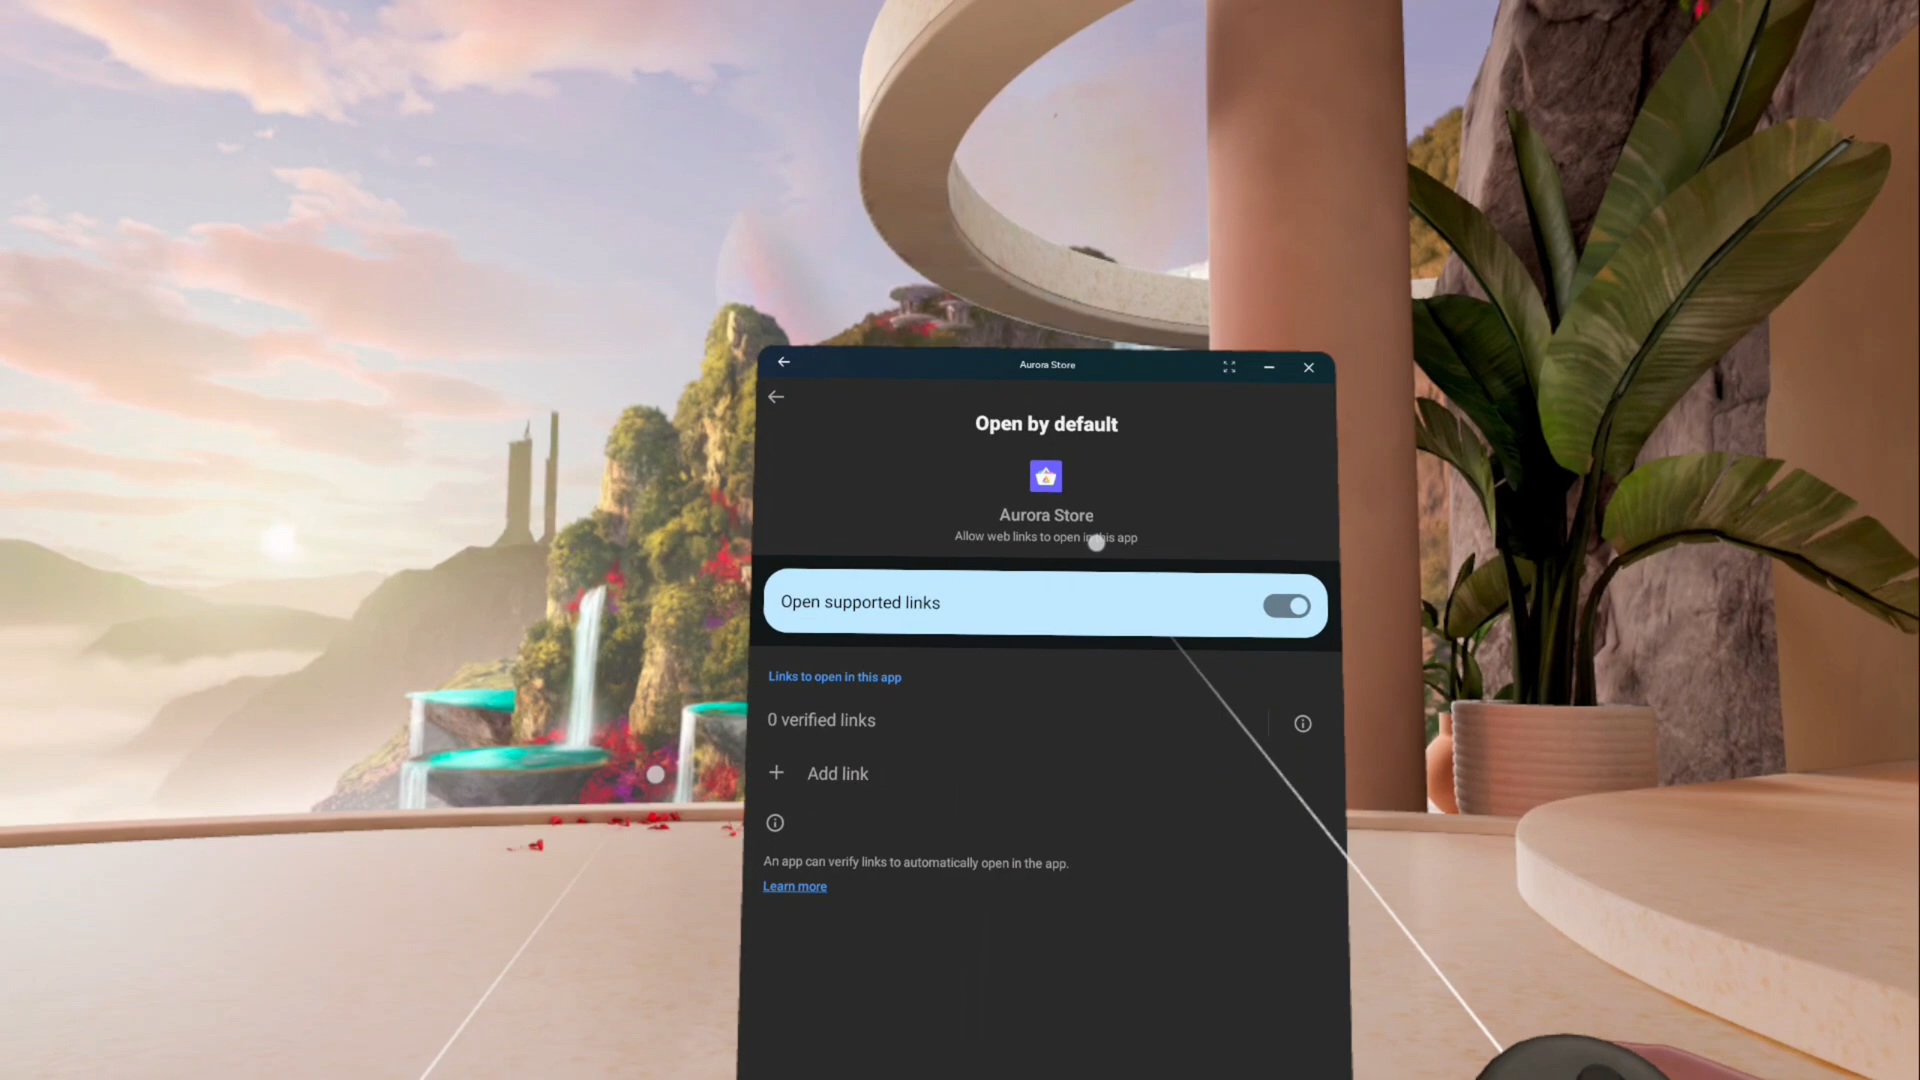 Aurora Store
Open by default
Aurora Store
Allow web links to open in this app
Open supported links
Links to open in this app
0 verified links
Add link
An app can verify links to automatically open in the app.
Learn more